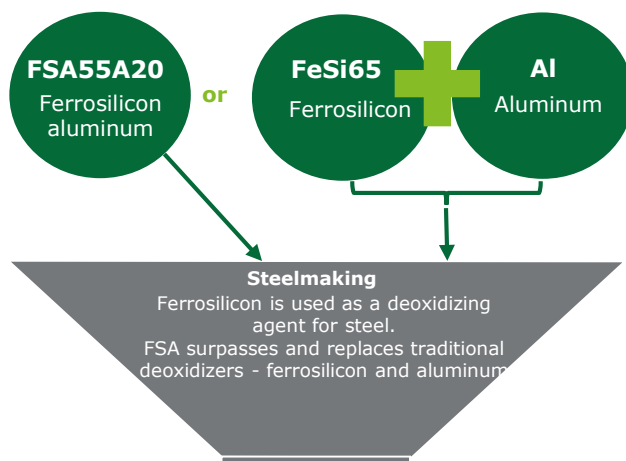 FSA55A20
Ferrosilicon
aluminum
or
FeSi65
Ferrosilicon
Al
Aluminum
Steelmaking
Ferrosilicon is used as a deoxidizing
agent for steel.
FSA surpasses and replaces traditional
deoxidizers - ferrosilicon and aluminum